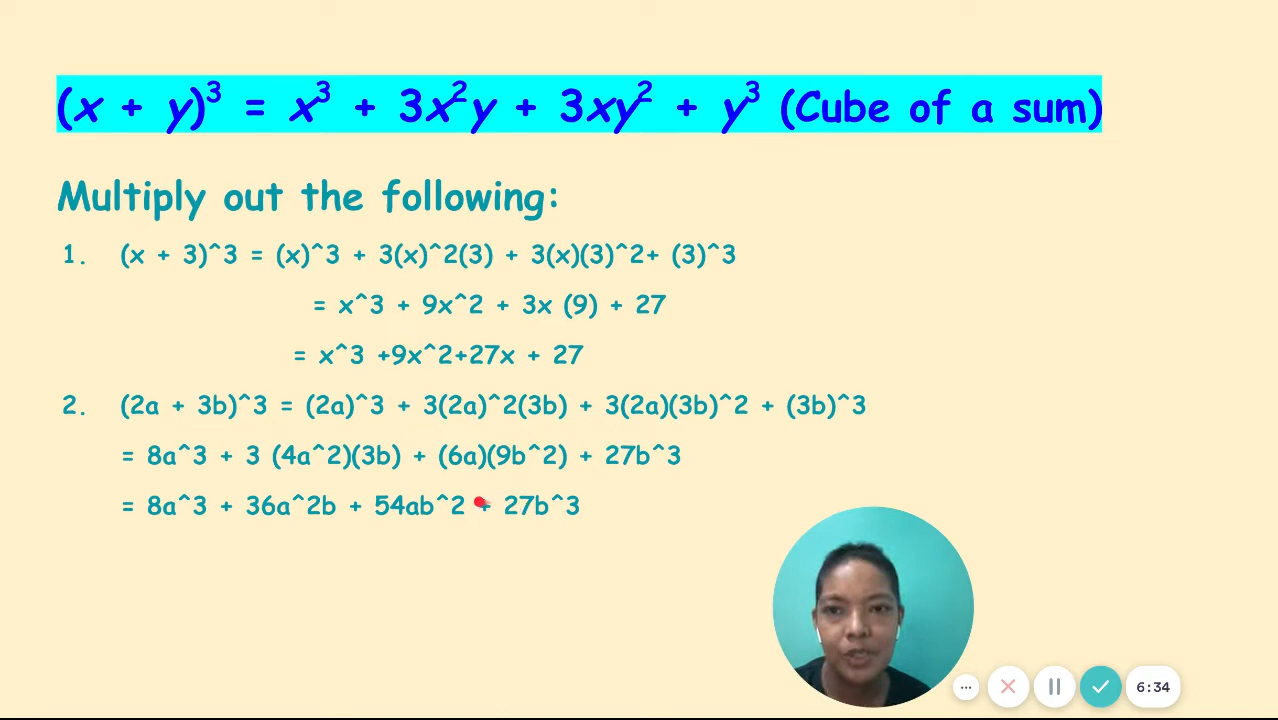 (x + y)³ = x³ + 3x²y + 3xy² + y³ (Cube of a sum)
Multiply out the following:
1. (x + 3)^3 = (x)^3 + 3(x)^2(3) + 3(x)(3)^2+ (3)^3
= x^3 + 9x^2 + 3x (9) + 27
= x^3 +9x^2+27x + 27
2. (2a + 3b)^3 = (2a)^3 + 3(2a)^2(3b) + 3(2a)(3b)^2 + (3b)^3
= 8a^3 + 3 (4a^2)(3b) + (6a)(9b^2) + 27b^3
= 8a^3 + 36a^2b + 54ab^2 + 27b^3
6:34